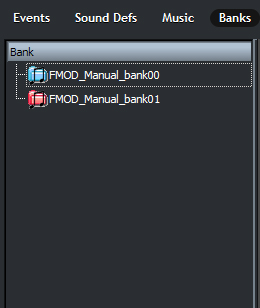 Events Sound Defs Music Banks
Bank
FMOD_Manual_bank00
FMOD_Manual_bank01